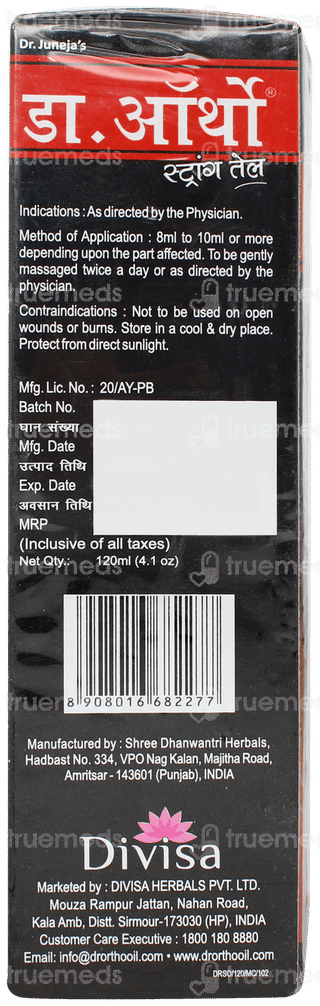 Dr. Juneja's
डा. ऑर्थो®
स्ट्रांग तेल
Indications : As directed by the Physician.
Method of Application : 8ml to 10ml or more
depending upon the part affected. To be gently
massaged twice a day or as directed by the
physician.
Contraindications : Not to be used on open
wounds or burns. Store in a cool & dry place.
Protect from direct sunlight.
Mfg. Lic. No. : 20/AY-PB
Batch No.
घान संख्या
Mfg. Date
उत्पाद तिथि
Exp. Date
अवसान तिथि
MRP
(Inclusive of all taxes)
Net Qty.: 120ml (4.1 oz)
8 908016 682277
Manufactured by : Shree Dhanwantri Herbals,
Hadbast No. 334, VPO Nag Kalan, Majitha Road,
Amritsar - 143601 (Punjab), INDIA
Divisa
Marketed by : DIVISA HERBALS PVT. LTD.
Mouza Rampur Jattan, Nahan Road,
Kala Amb, Distt. Sirmour-173030 (HP), INDIA
Customer Care Executive : 1800 180 8880
Email: info@drorthooil.com • www.drorthooil.com
DRSO/120/MC/102
truemeds